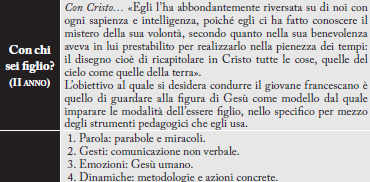 Con chi
sei figlio?
(II ANNO)
Con Cristo… «Egli l'ha abbondantemente riversata su di noi con
ogni sapienza e intelligenza, poiché egli ci ha fatto conoscere il
mistero della sua volontà, secondo quanto nella sua benevolenza
aveva in lui prestabilito per realizzarlo nella pienezza dei tempi:
il disegno cioè di ricapitolare in Cristo tutte le cose, quelle del
cielo come quelle della terra».
L'obiettivo al quale si desidera condurre il giovane francescano è
quello di guardare alla figura di Gesù come modello dal quale
imparare le modalità dell'essere figlio, nello specifico per mezzo
degli strumenti pedagogici che egli usa.
1. Parola: parabole e miracoli.
2. Gesti: comunicazione non verbale.
3. Emozioni: Gesù umano.
4. Dinamiche: metodologie e azioni concrete.